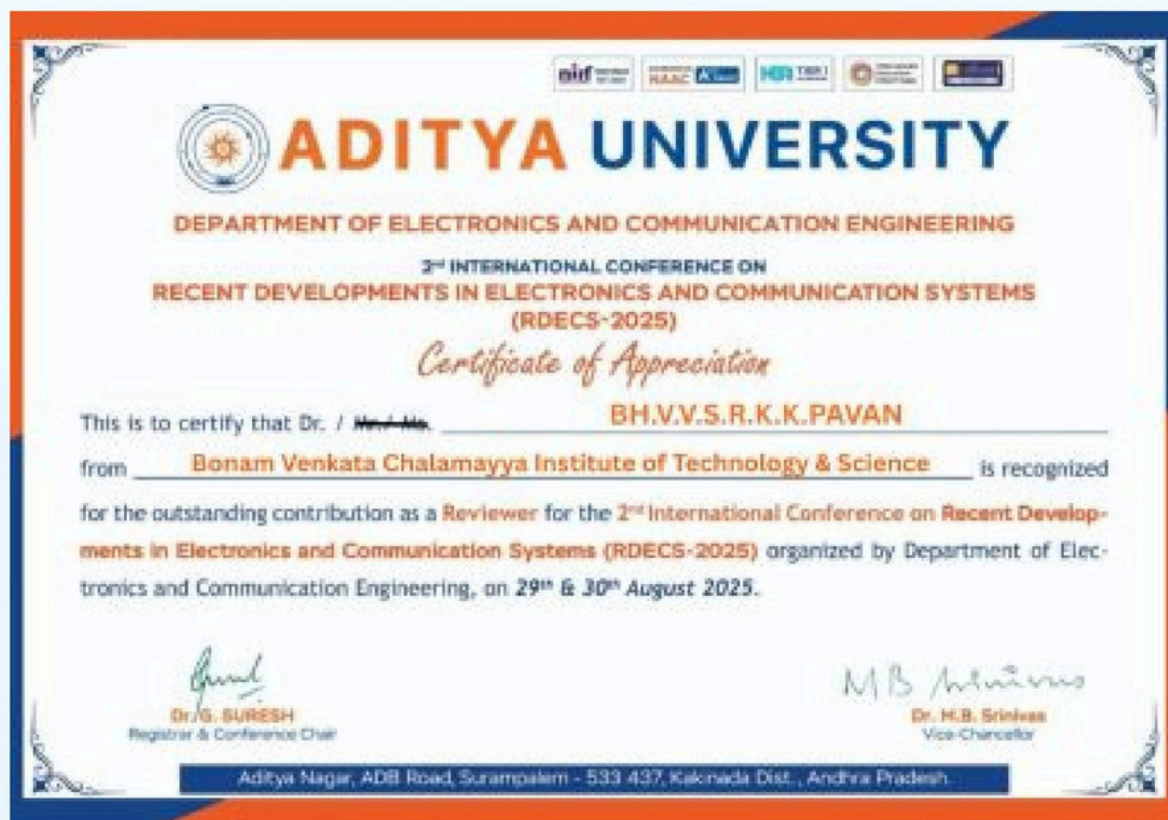 nirf
NAAC A++
ADITYA UNIVERSITY
DEPARTMENT OF ELECTRONICS AND COMMUNICATION ENGINEERING
2nd INTERNATIONAL CONFERENCE ON
RECENT DEVELOPMENTS IN ELECTRONICS AND COMMUNICATION SYSTEMS
(RDECS-2025)
Certificate of Appreciation
This is to certify that Dr. / Mr./ Ms. BH.V.V.S.R.K.K.PAVAN
from Bonam Venkata Chalamayya Institute of Technology & Science is recognized
for the outstanding contribution as a Reviewer for the 2nd International Conference on Recent Develop-
ments in Electronics and Communication Systems (RDECS-2025) organized by Department of Elec-
tronics and Communication Engineering, on 29th & 30th August 2025.
M B Srinivas
Dr. G. SURESH
Registrar & Conference Chair
Dr. M.B. Srinivas
Vice-Chancellor
Aditya Nagar, ADB Road, Surampalem - 533 437, Kakinada Dist., Andhra Pradesh.